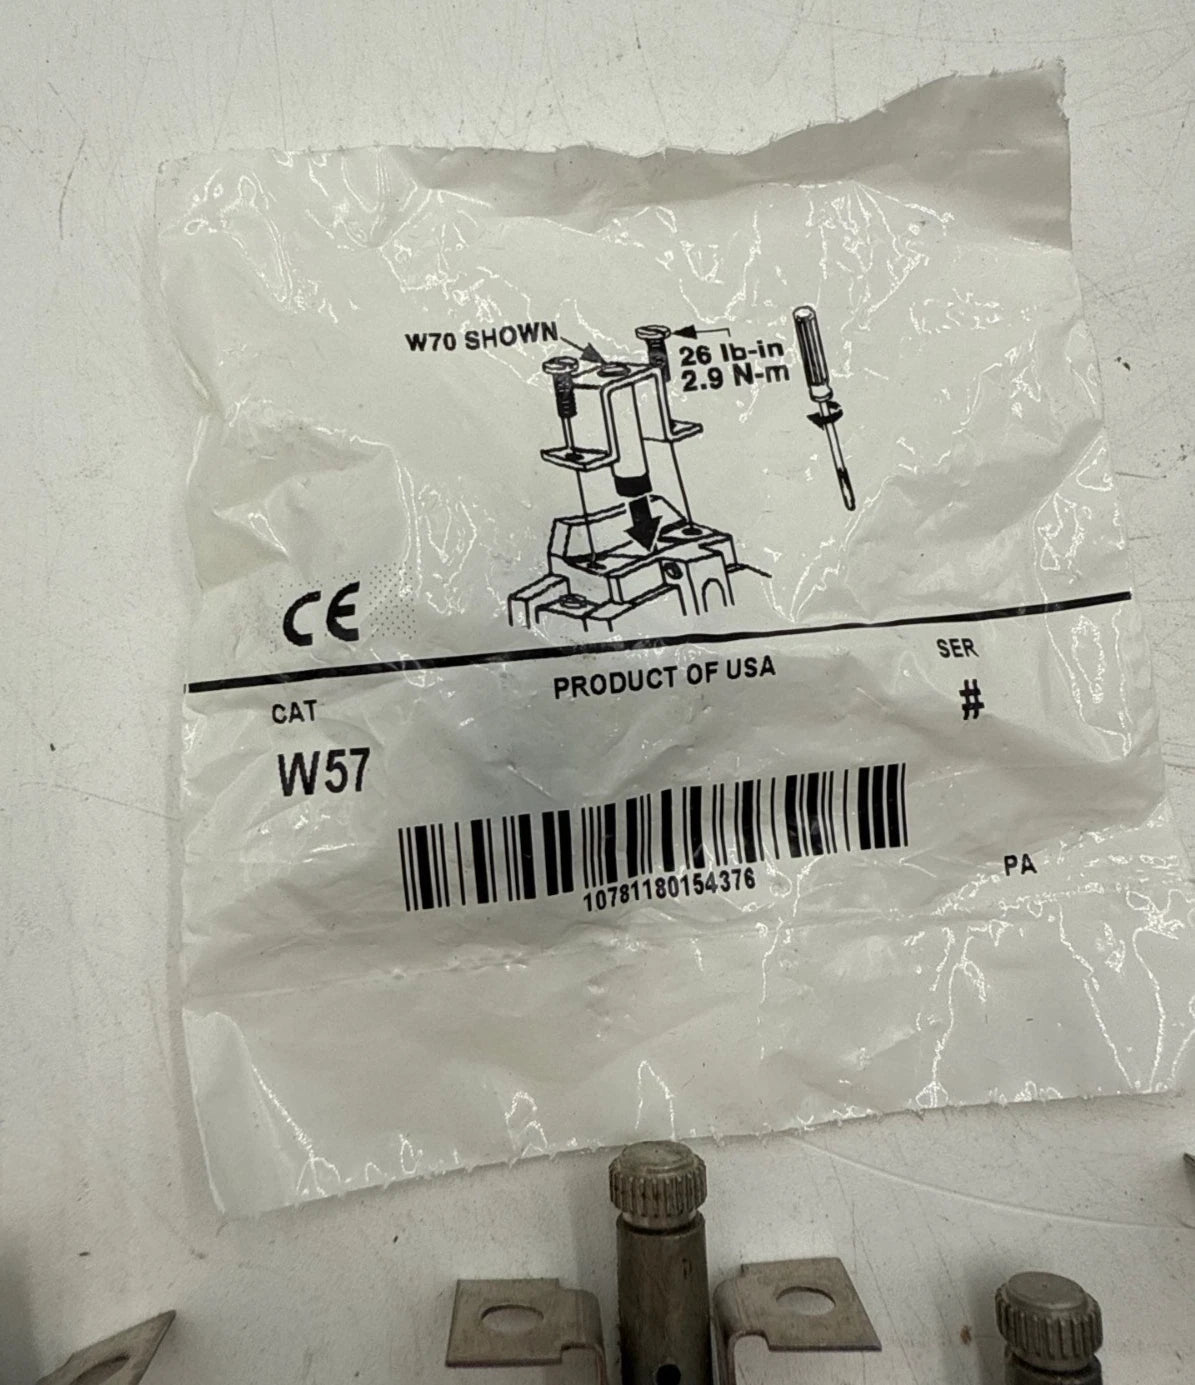 W70 SHOWN
26 lb-in
2.9 N-m
CE
PRODUCT OF USA
SER
#
CAT
W57
10781180154376
PA